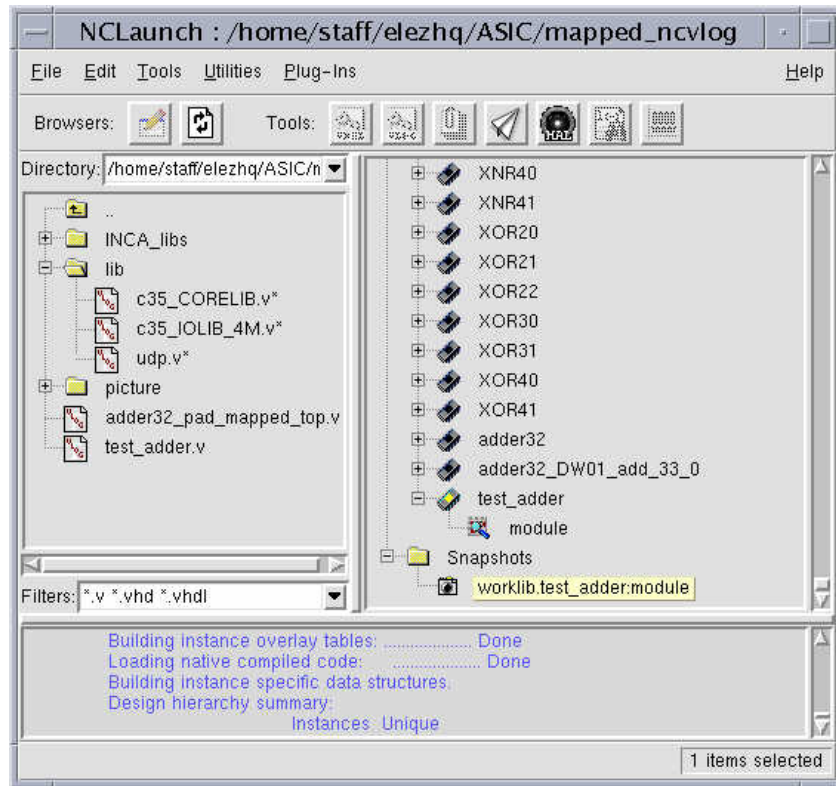 NCLaunch : /home/staff/elezhq/ASIC/mapped_ncvlog
File Edit Tools Utilities Plug-Ins Help
Browsers: Tools:
HAL
Directory: /home/staff/elezhq/ASIC/n
..
INCA_libs
lib
c35_CORELIB.v*
c35_IOLIB_4M.v*
udp.v*
picture
adder32_pad_mapped_top.v
test_adder.v
Filters: *.v *.vhd *.vhdl
XNR40
XNR41
XOR20
XOR21
XOR22
XOR30
XOR31
XOR40
XOR41
adder32
adder32_DW01_add_33_0
test_adder
module
Snapshots
worklib.test_adder:module
Building instance overlay tables: .................... Done
Loading native compiled code: .................... Done
Building instance specific data structures.
Design hierarchy summary:
Instances Unique
1 items selected